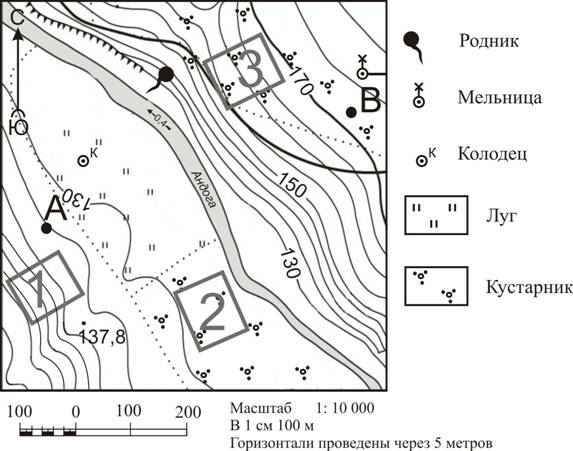 С
3
170
В
Ю
0,4
К
150
130
А
Андога
130
1
2
137,8
Родник
Мельница
К Колодец
Луг
Кустарник
100 0 100 200
Масштаб 1: 10 000
В 1 см 100 м
Горизонтали проведены через 5 метров